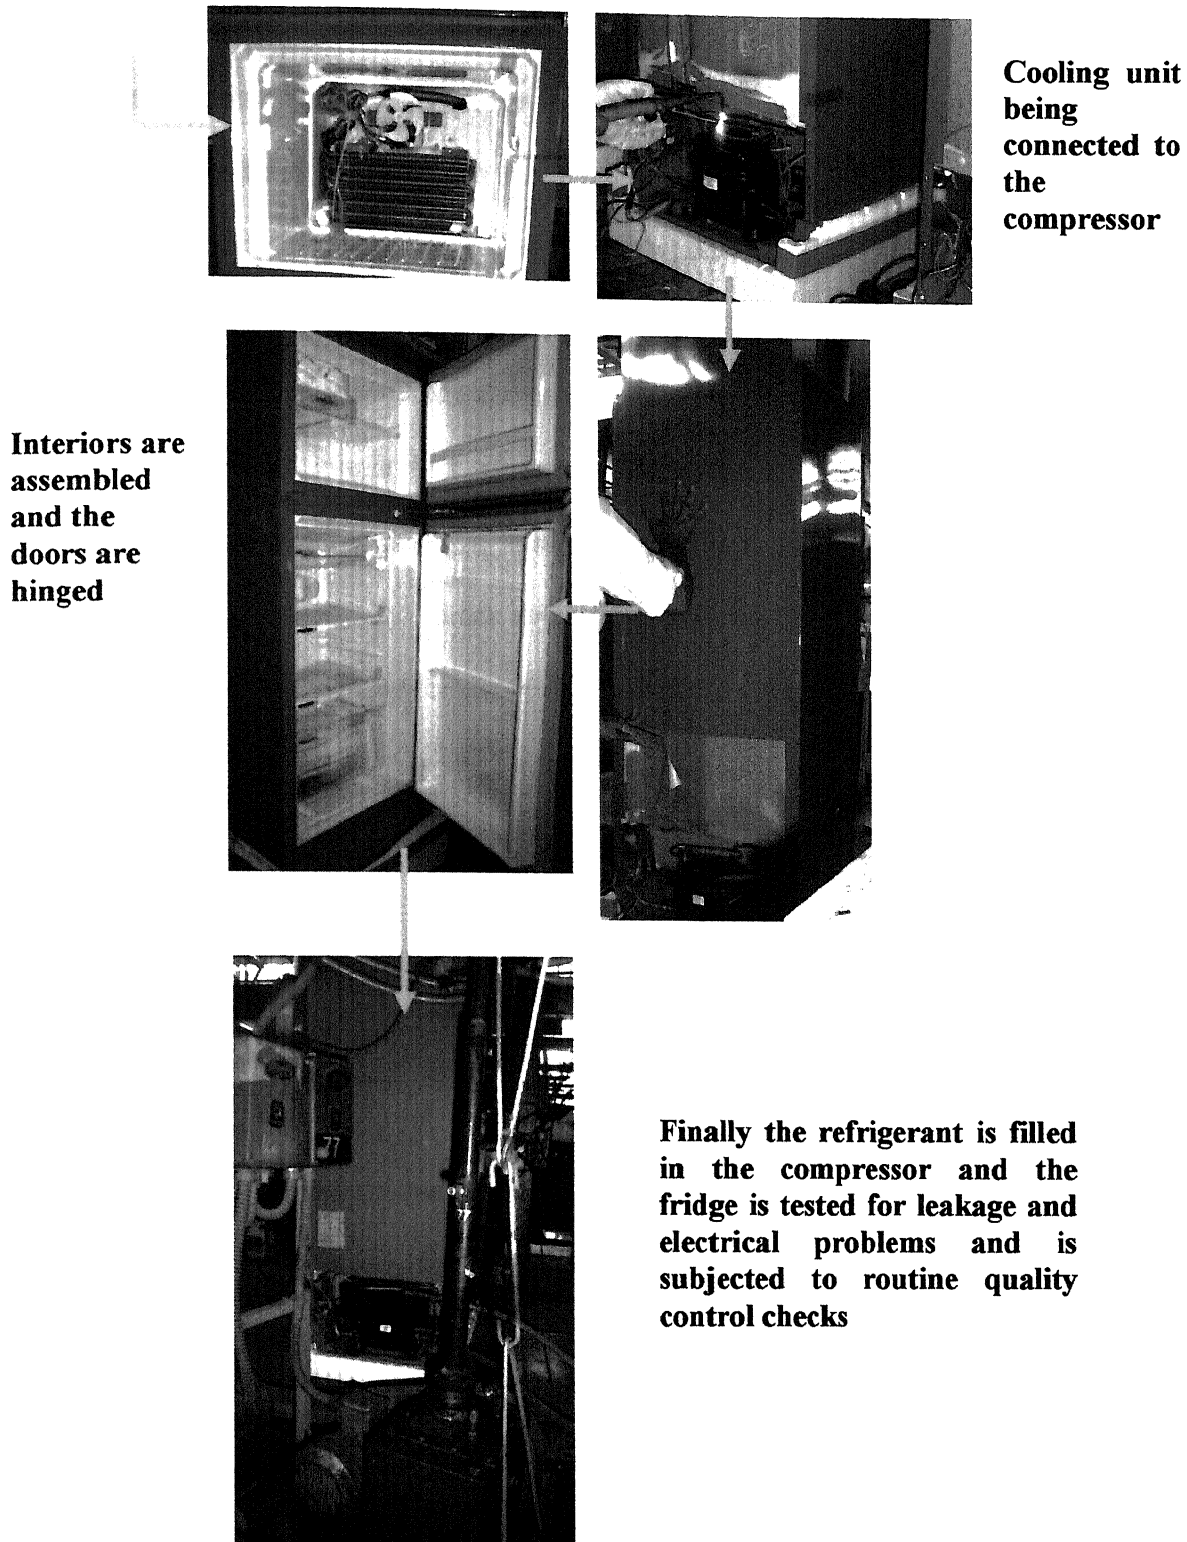 Cooling unit
being
connected to
the
compressor
Interiors are
assembled
and the
doors are
hinged
77
Finally the refrigerant is filled
in the compressor and the
fridge is tested for leakage and
electrical problems and is
subjected to routine quality
control checks